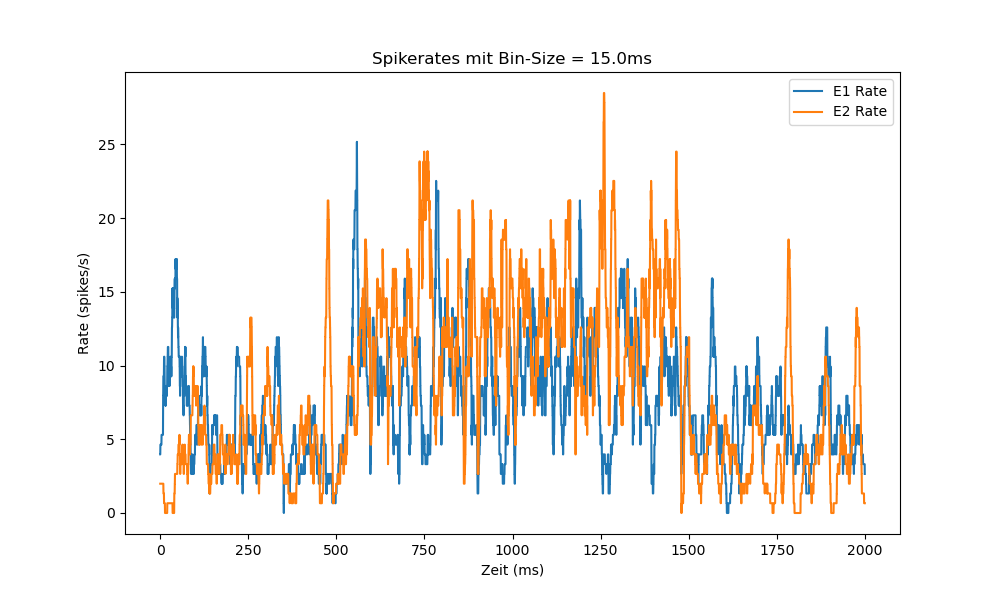 Spikerates mit Bin-Size = 15.0ms
E1 Rate
E2 Rate
25
20
15
10
5
0
Rate (spikes/s)
0 250 500 750 1000 1250 1500 1750 2000
Zeit (ms)